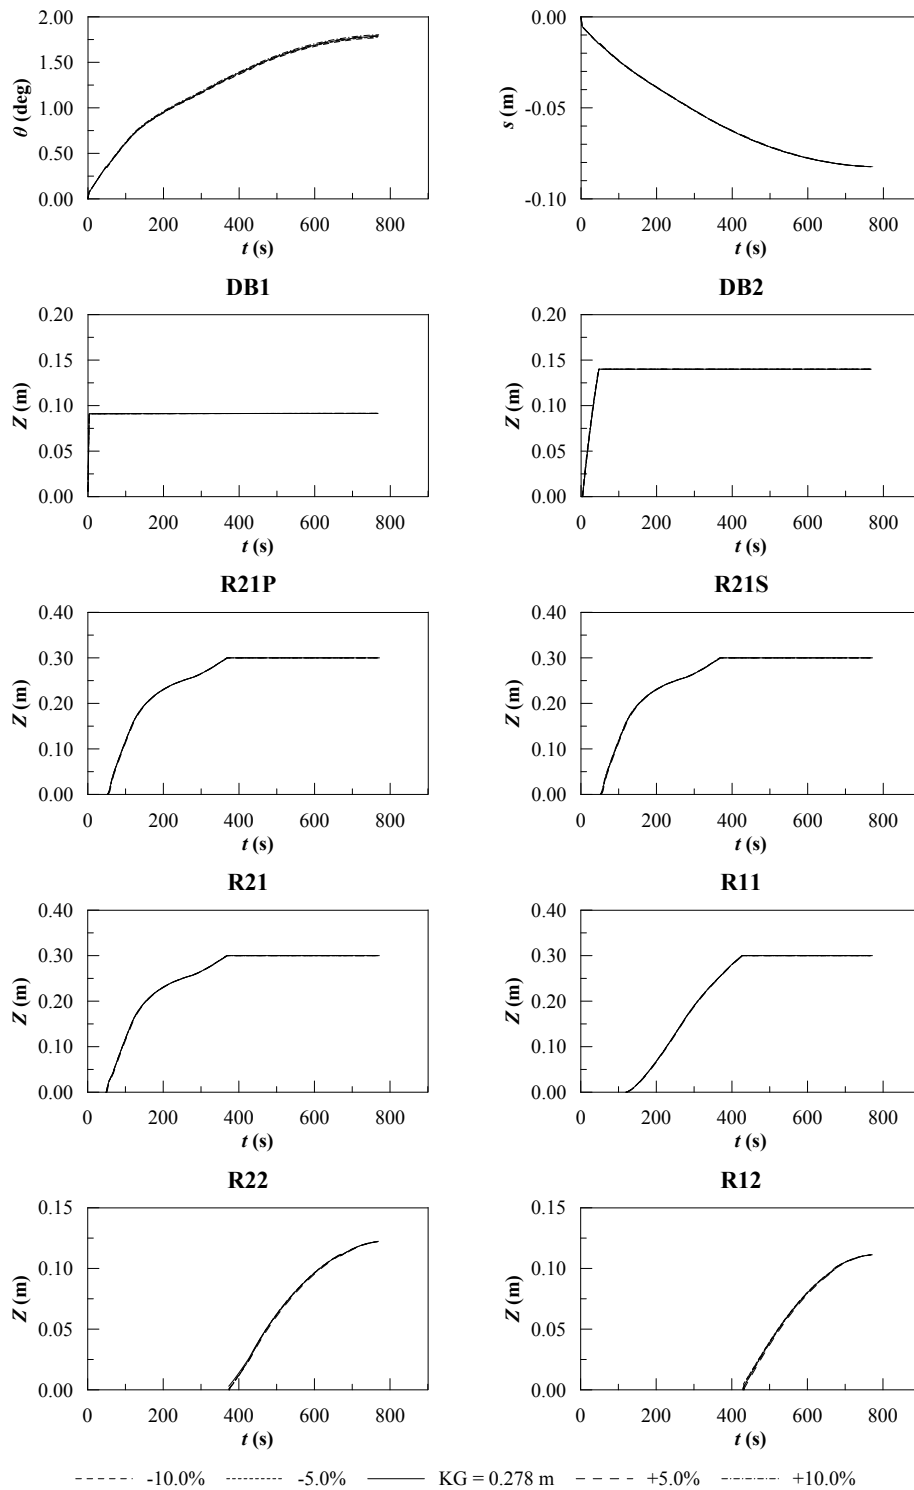 2.00
1.50
1.00
0.50
0.00
θ (deg)
0 200 400 600 800
t (s)
0.00
-0.05
-0.10
s (m)
0 200 400 600 800
t (s)
DB1
0.20
0.15
0.10
0.05
0.00
Z (m)
0 200 400 600 800
t (s)
DB2
0.20
0.15
0.10
0.05
0.00
Z (m)
0 200 400 600 800
t (s)
R21P
0.40
0.30
0.20
0.10
0.00
Z (m)
0 200 400 600 800
t (s)
R21S
0.40
0.30
0.20
0.10
0.00
Z (m)
0 200 400 600 800
t (s)
R21
0.40
0.30
0.20
0.10
0.00
Z (m)
0 200 400 600 800
t (s)
R11
0.40
0.30
0.20
0.10
0.00
Z (m)
0 200 400 600 800
t (s)
R22
0.15
0.10
0.05
0.00
Z (m)
0 200 400 600 800
t (s)
R12
0.15
0.10
0.05
0.00
Z (m)
0 200 400 600 800
t (s)
-10.0% -5.0% KG = 0.278 m +5.0% +10.0%